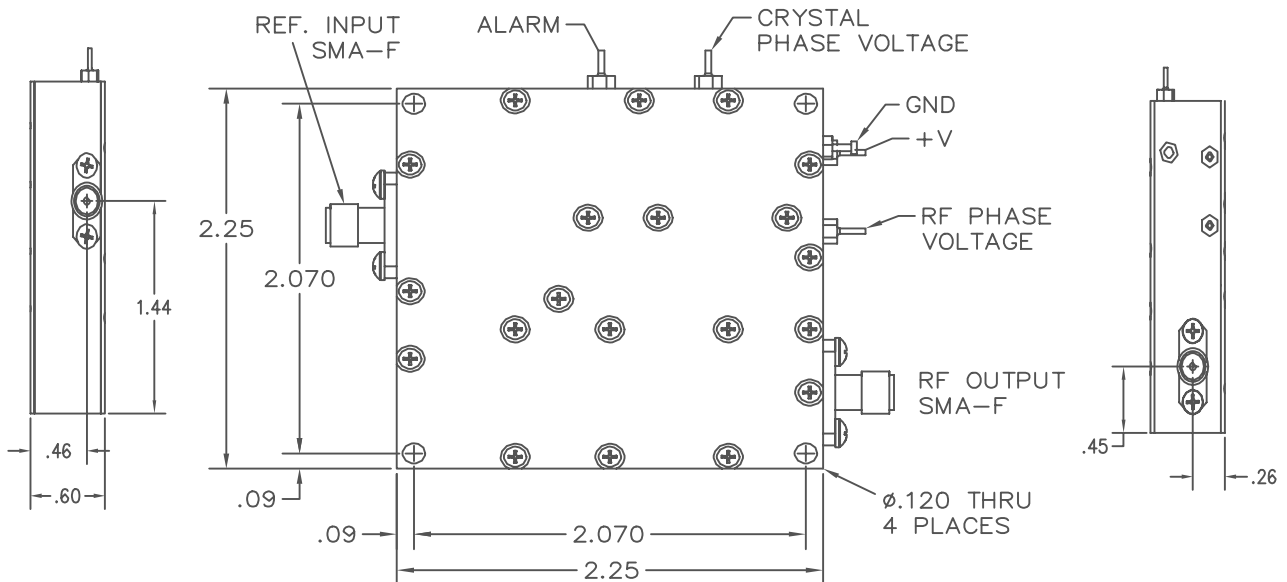 REF. INPUT
SMA-F
ALARM
CRYSTAL
PHASE VOLTAGE
GND
+V
RF PHASE
VOLTAGE
2.25
2.070
1.44
RF OUTPUT
SMA-F
.46
.60
.09
.09
2.070
2.25
ø.120 THRU
4 PLACES
.45
.26